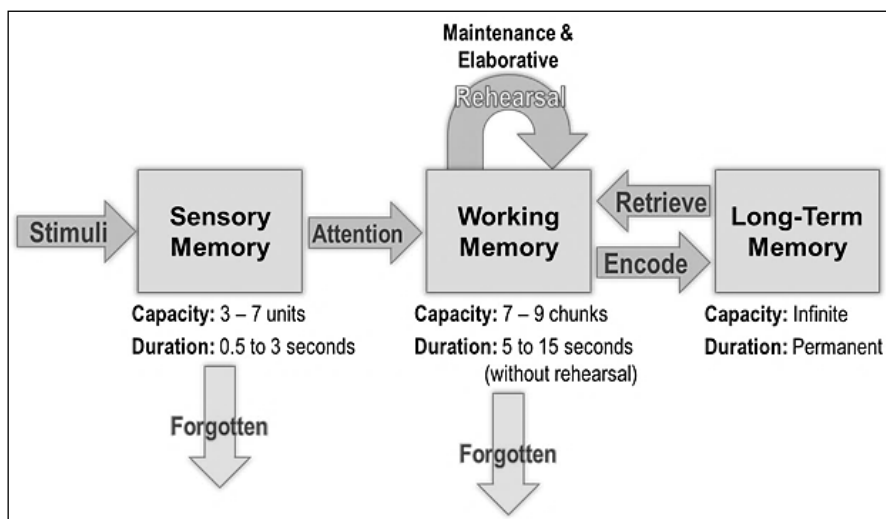 Maintenance &
Elaborative
Rehearsal
Stimuli
Sensory
Memory
Attention
Working
Memory
Retrieve
Encode
Long-Term
Memory
Capacity: 3 – 7 units
Duration: 0.5 to 3 seconds
Capacity: 7 – 9 chunks
Duration: 5 to 15 seconds
(without rehearsal)
Capacity: Infinite
Duration: Permanent
Forgotten
Forgotten